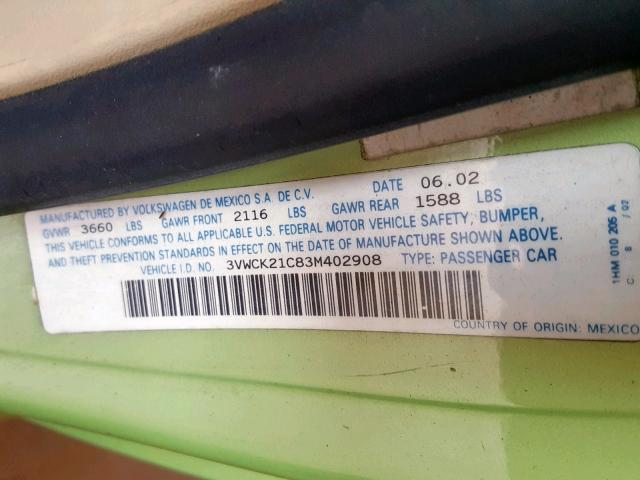 MANUFACTURED BY VOLKSWAGEN DE MEXICO S.A. DE C.V. DATE 06.02
GVWR 3660 LBS GAWR FRONT 2116 LBS GAWR REAR 1588 LBS
THIS VEHICLE CONFORMS TO ALL APPLICABLE U.S. FEDERAL MOTOR VEHICLE SAFETY, BUMPER,
AND THEFT PREVENTION STANDARDS IN EFFECT ON THE DATE OF MANUFACTURE SHOWN ABOVE.
VEHICLE I.D. NO. 3VWCK21C83M402908 TYPE: PASSENGER CAR
COUNTRY OF ORIGIN: MEXICO
1HM 010 205 A
C 8 / 02